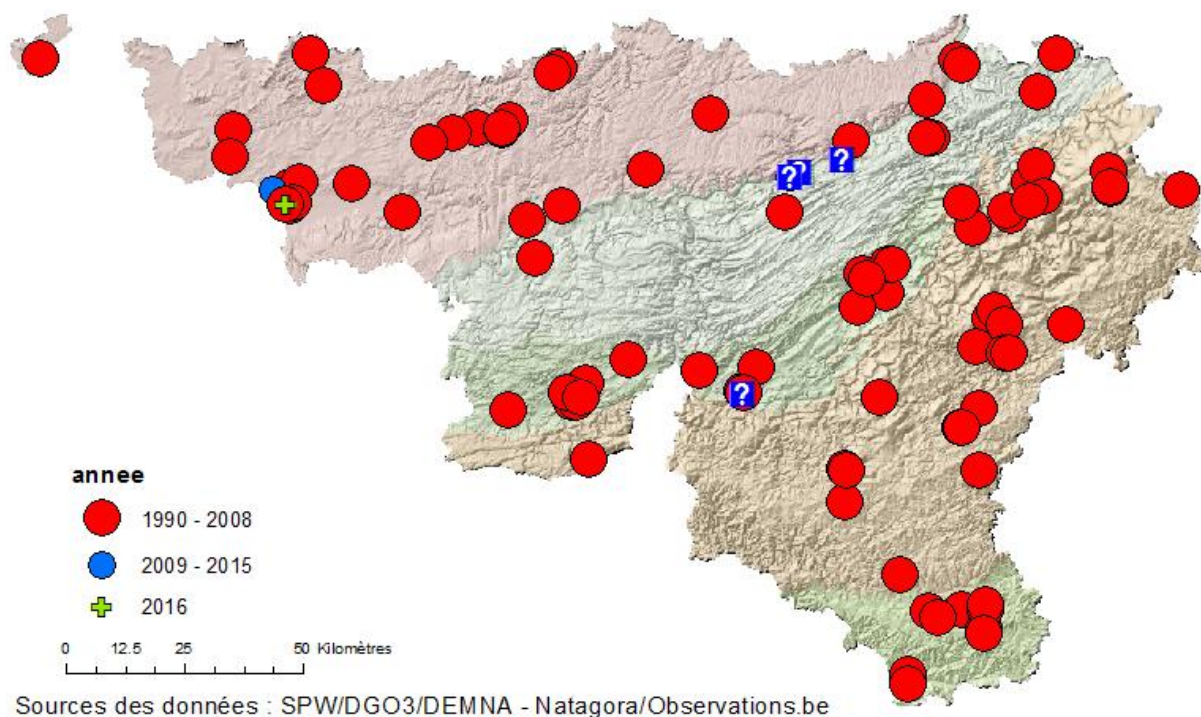 ?
?
?
?
annee
1990 - 2008
2009 - 2015
2016
0 12.5 25 50 Kilomètres
Sources des données : SPW/DGO3/DEMNA - Natagora/Observations.be